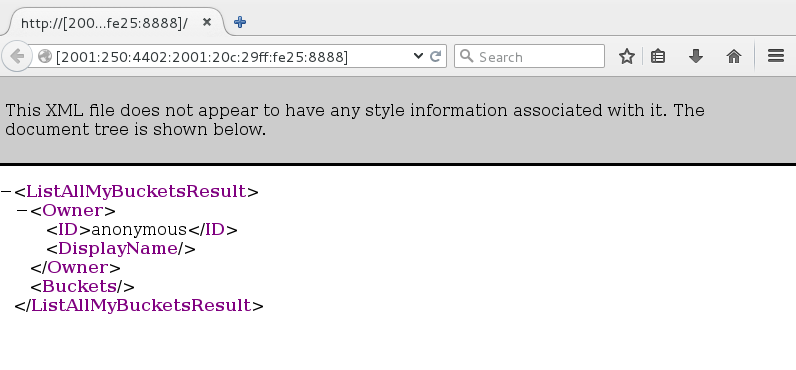 http://[200...fe25:8888]/
[2001:250:4402:2001:20c:29ff:fe25:8888]
Search
This XML file does not appear to have any style information associated with it. The
document tree is shown below.
−<ListAllMyBucketsResult>
−<Owner>
<ID>anonymous</ID>
<DisplayName/>
</Owner>
<Buckets/>
</ListAllMyBucketsResult>